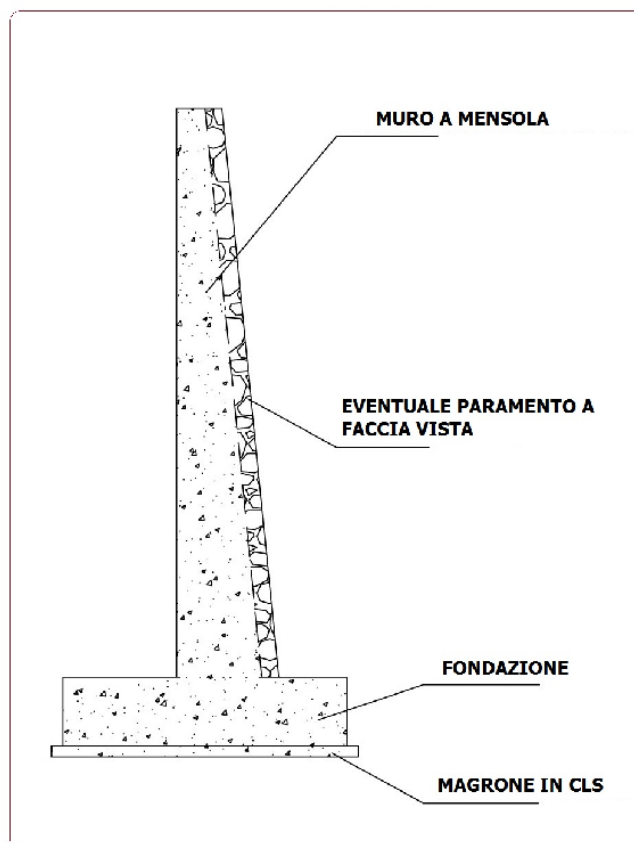 MURO A MENSOLA
EVENTUALE PARAMENTO A
FACCIA VISTA
FONDAZIONE
MAGRONE IN CLS